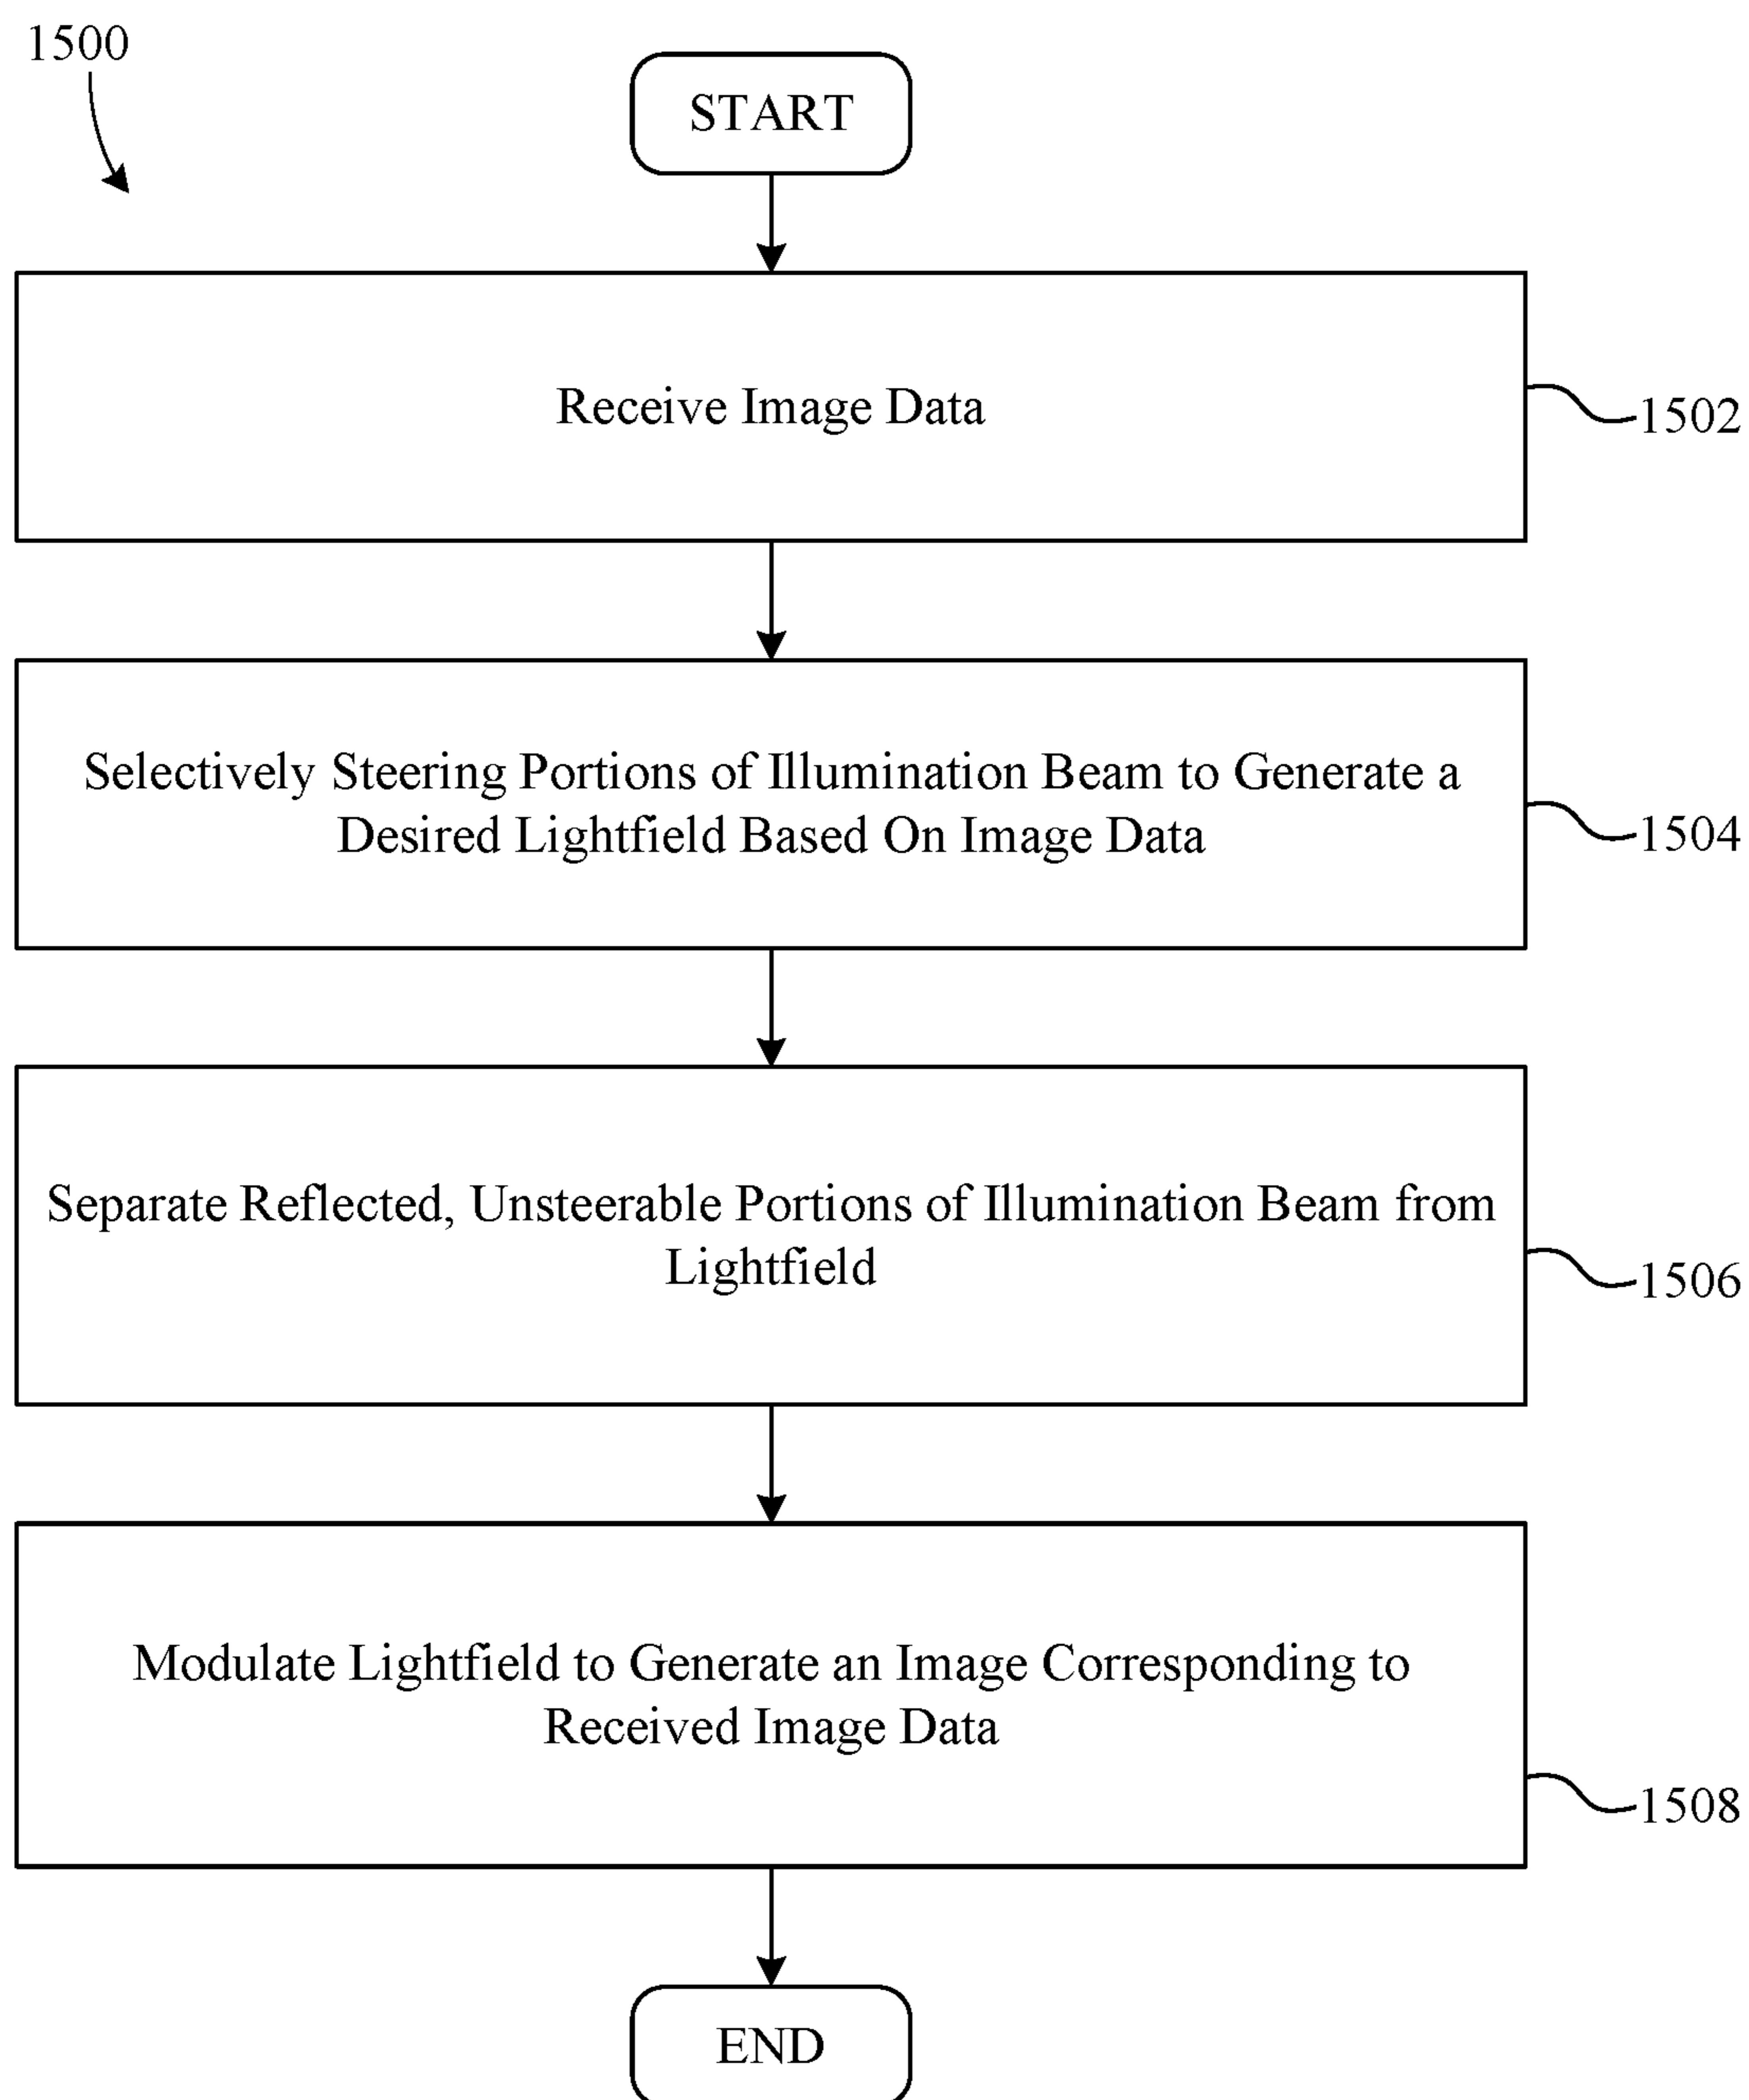 1500
START
Receive Image Data
1502
Selectively Steering Portions of Illumination Beam to Generate a
Desired Lightfield Based On Image Data
1504
Separate Reflected, Unsteerable Portions of Illumination Beam from
Lightfield
1506
Modulate Lightfield to Generate an Image Corresponding to
Received Image Data
1508
END